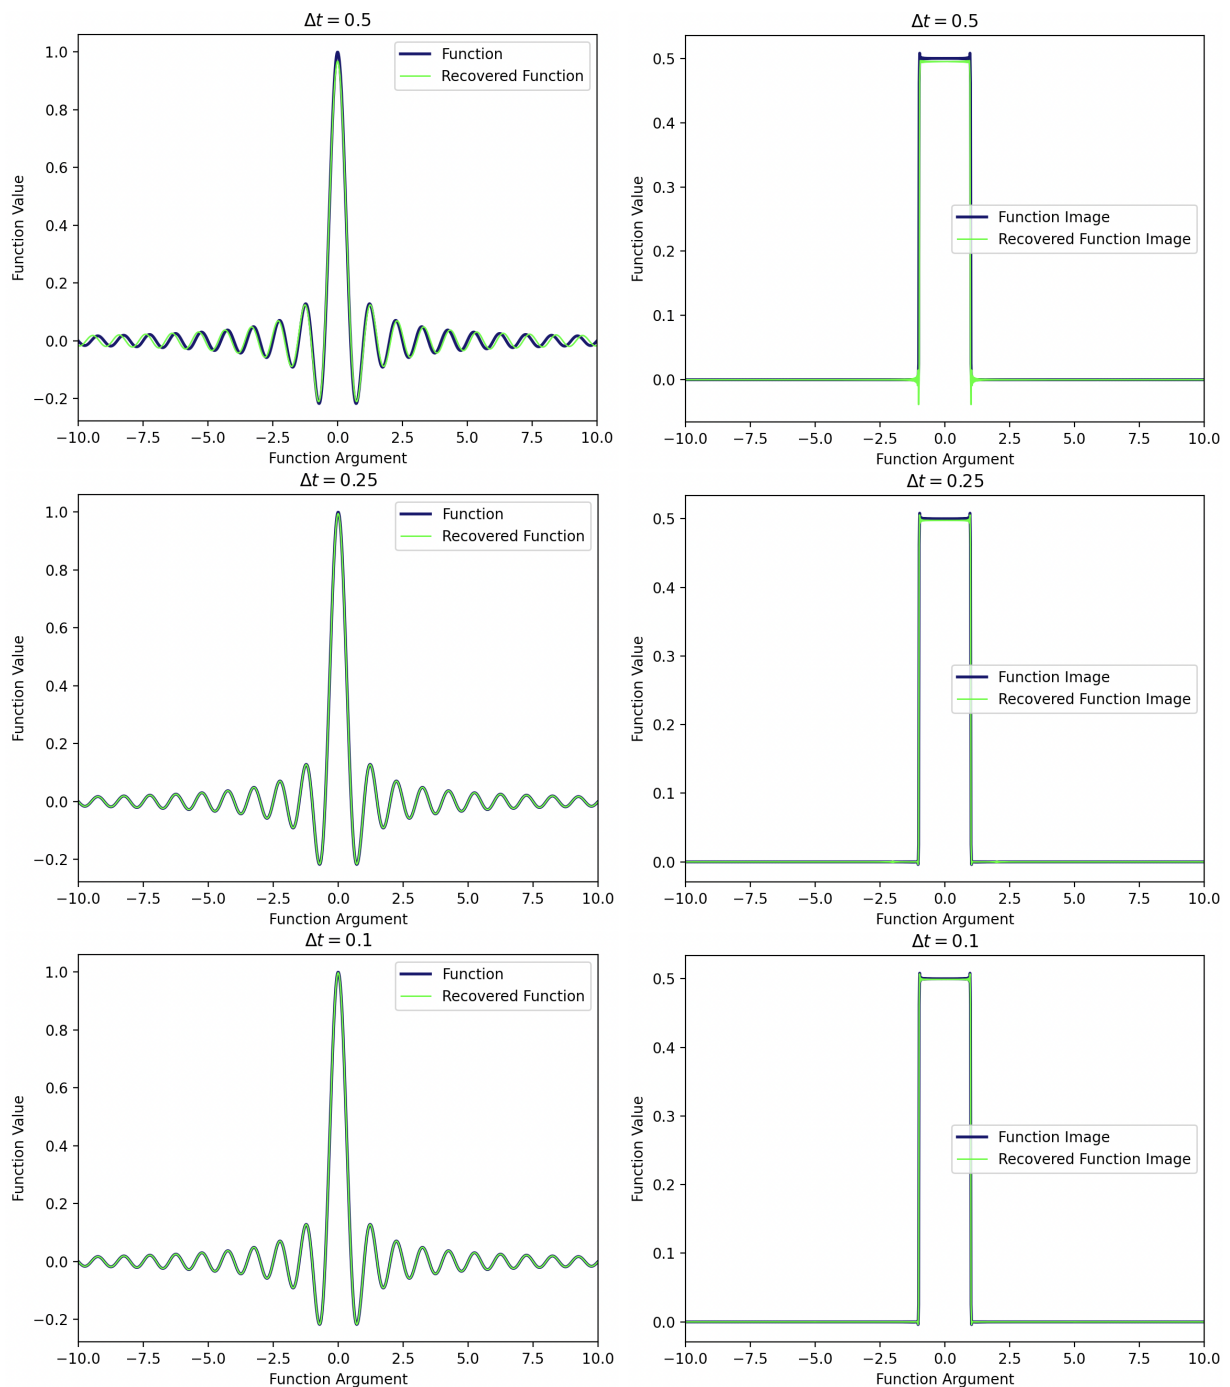 Δt = 0.5
Function
Recovered Function
1.0
0.8
0.6
0.4
0.2
0.0
−0.2
Function Value
−10.0 −7.5 −5.0 −2.5 0.0 2.5 5.0 7.5 10.0
Function Argument
Δt = 0.5
Function Image
Recovered Function Image
0.5
0.4
0.3
0.2
0.1
0.0
Function Value
−10.0 −7.5 −5.0 −2.5 0.0 2.5 5.0 7.5 10.0
Function Argument
Δt = 0.25
Function
Recovered Function
1.0
0.8
0.6
0.4
0.2
0.0
−0.2
Function Value
−10.0 −7.5 −5.0 −2.5 0.0 2.5 5.0 7.5 10.0
Function Argument
Δt = 0.25
Function Image
Recovered Function Image
0.5
0.4
0.3
0.2
0.1
0.0
Function Value
−10.0 −7.5 −5.0 −2.5 0.0 2.5 5.0 7.5 10.0
Function Argument
Δt = 0.1
Function
Recovered Function
1.0
0.8
0.6
0.4
0.2
0.0
−0.2
Function Value
−10.0 −7.5 −5.0 −2.5 0.0 2.5 5.0 7.5 10.0
Function Argument
Δt = 0.1
Function Image
Recovered Function Image
0.5
0.4
0.3
0.2
0.1
0.0
Function Value
−10.0 −7.5 −5.0 −2.5 0.0 2.5 5.0 7.5 10.0
Function Argument